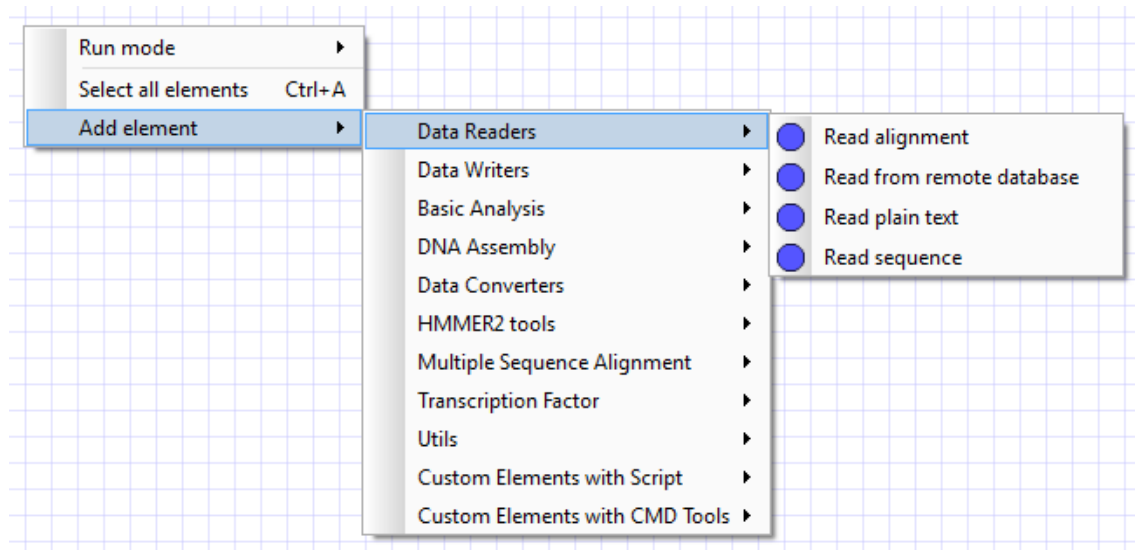 Run mode
Select all elements Ctrl+A
Add element
Data Readers
Data Writers
Basic Analysis
DNA Assembly
Data Converters
HMMER2 tools
Multiple Sequence Alignment
Transcription Factor
Utils
Custom Elements with Script
Custom Elements with CMD Tools
Read alignment
Read from remote database
Read plain text
Read sequence